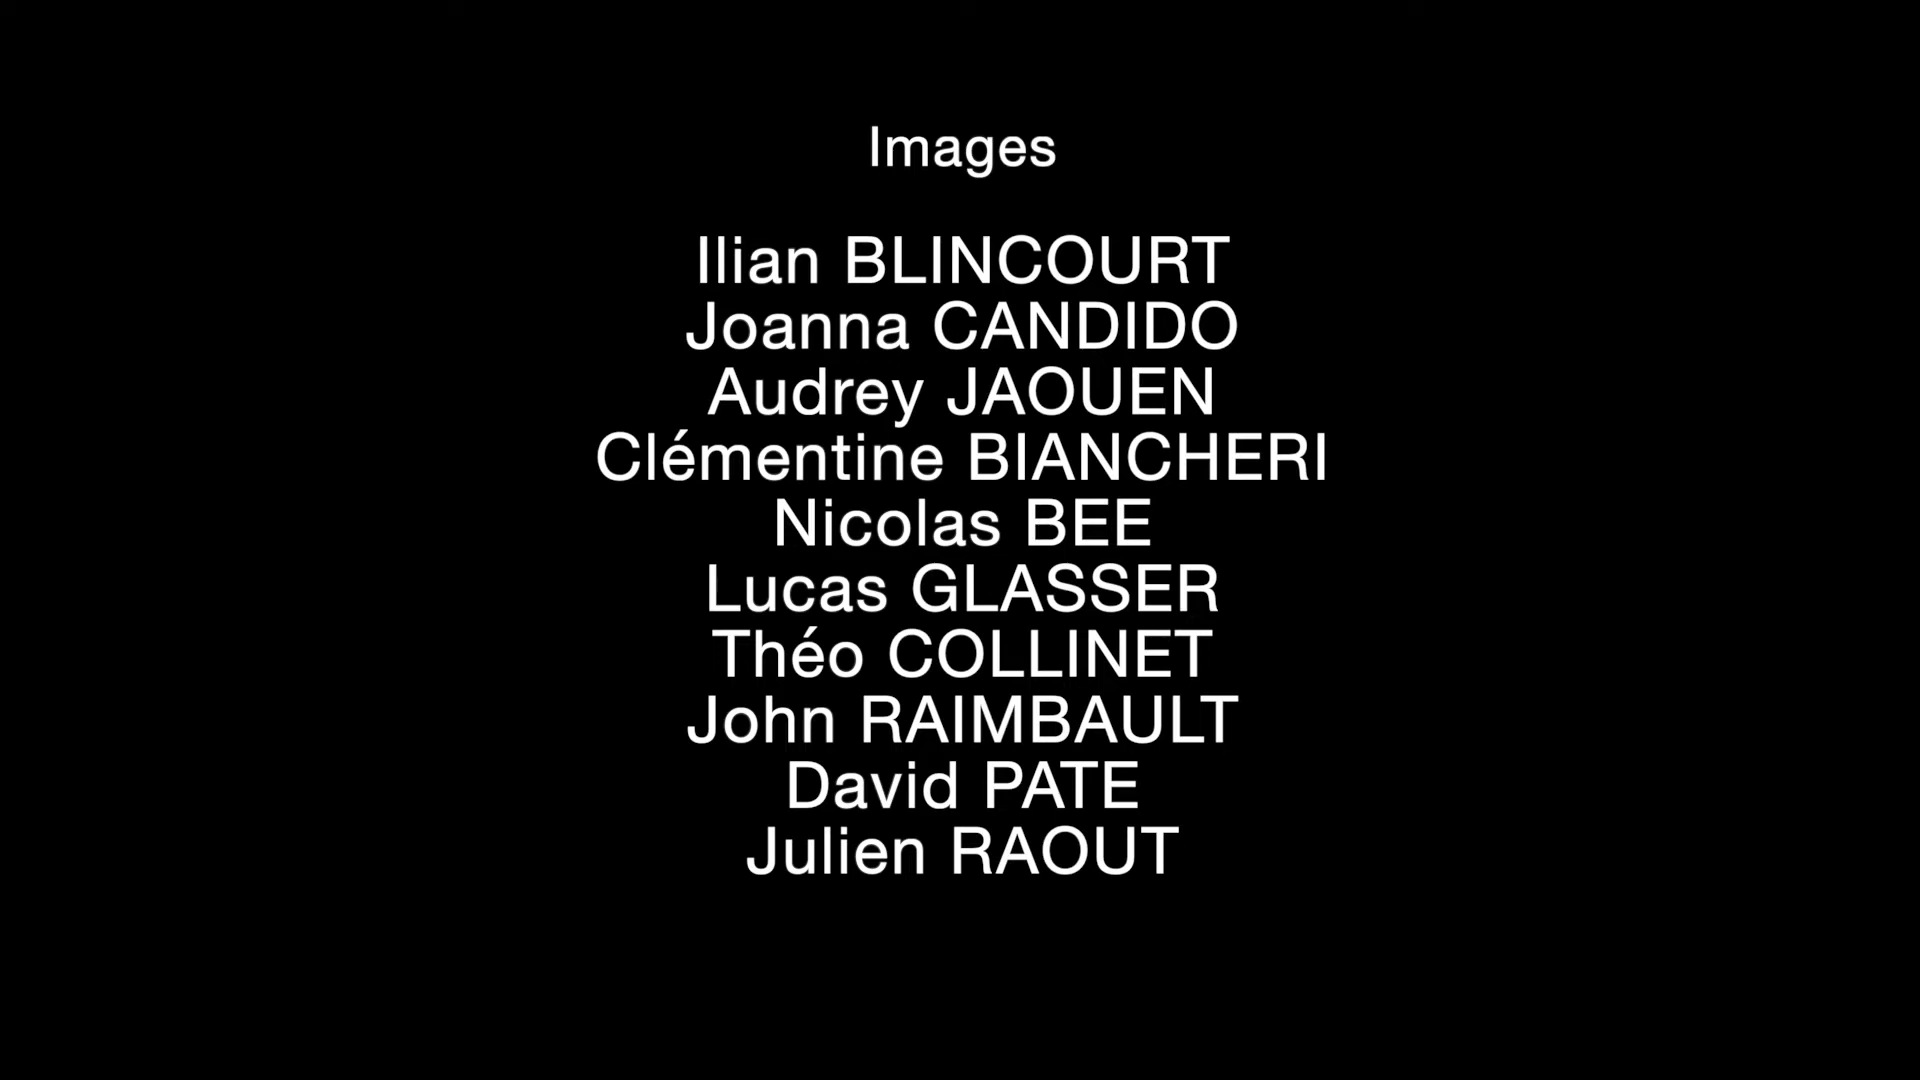 Images
Ilian BLINCOURT
Joanna CANDIDO
Audrey JAOUEN
Clémentine BIANCHERI
Nicolas BEE
Lucas GLASSER
Théo COLLINET
John RAIMBAULT
David PATE
Julien RAOUT